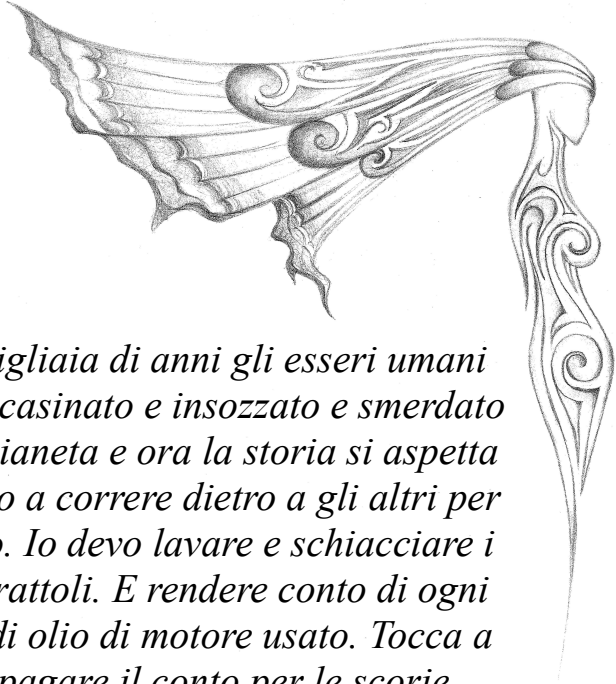 igliaia di anni gli esseri umani
casinato e insozzato e smerdato
ianeta e ora la storia si aspetta
o a correre dietro a gli altri per
o. Io devo lavare e schiacciare i
rattoli. E rendere conto di ogni
di olio di motore usato. Tocca a
pagare il conto per le scorie